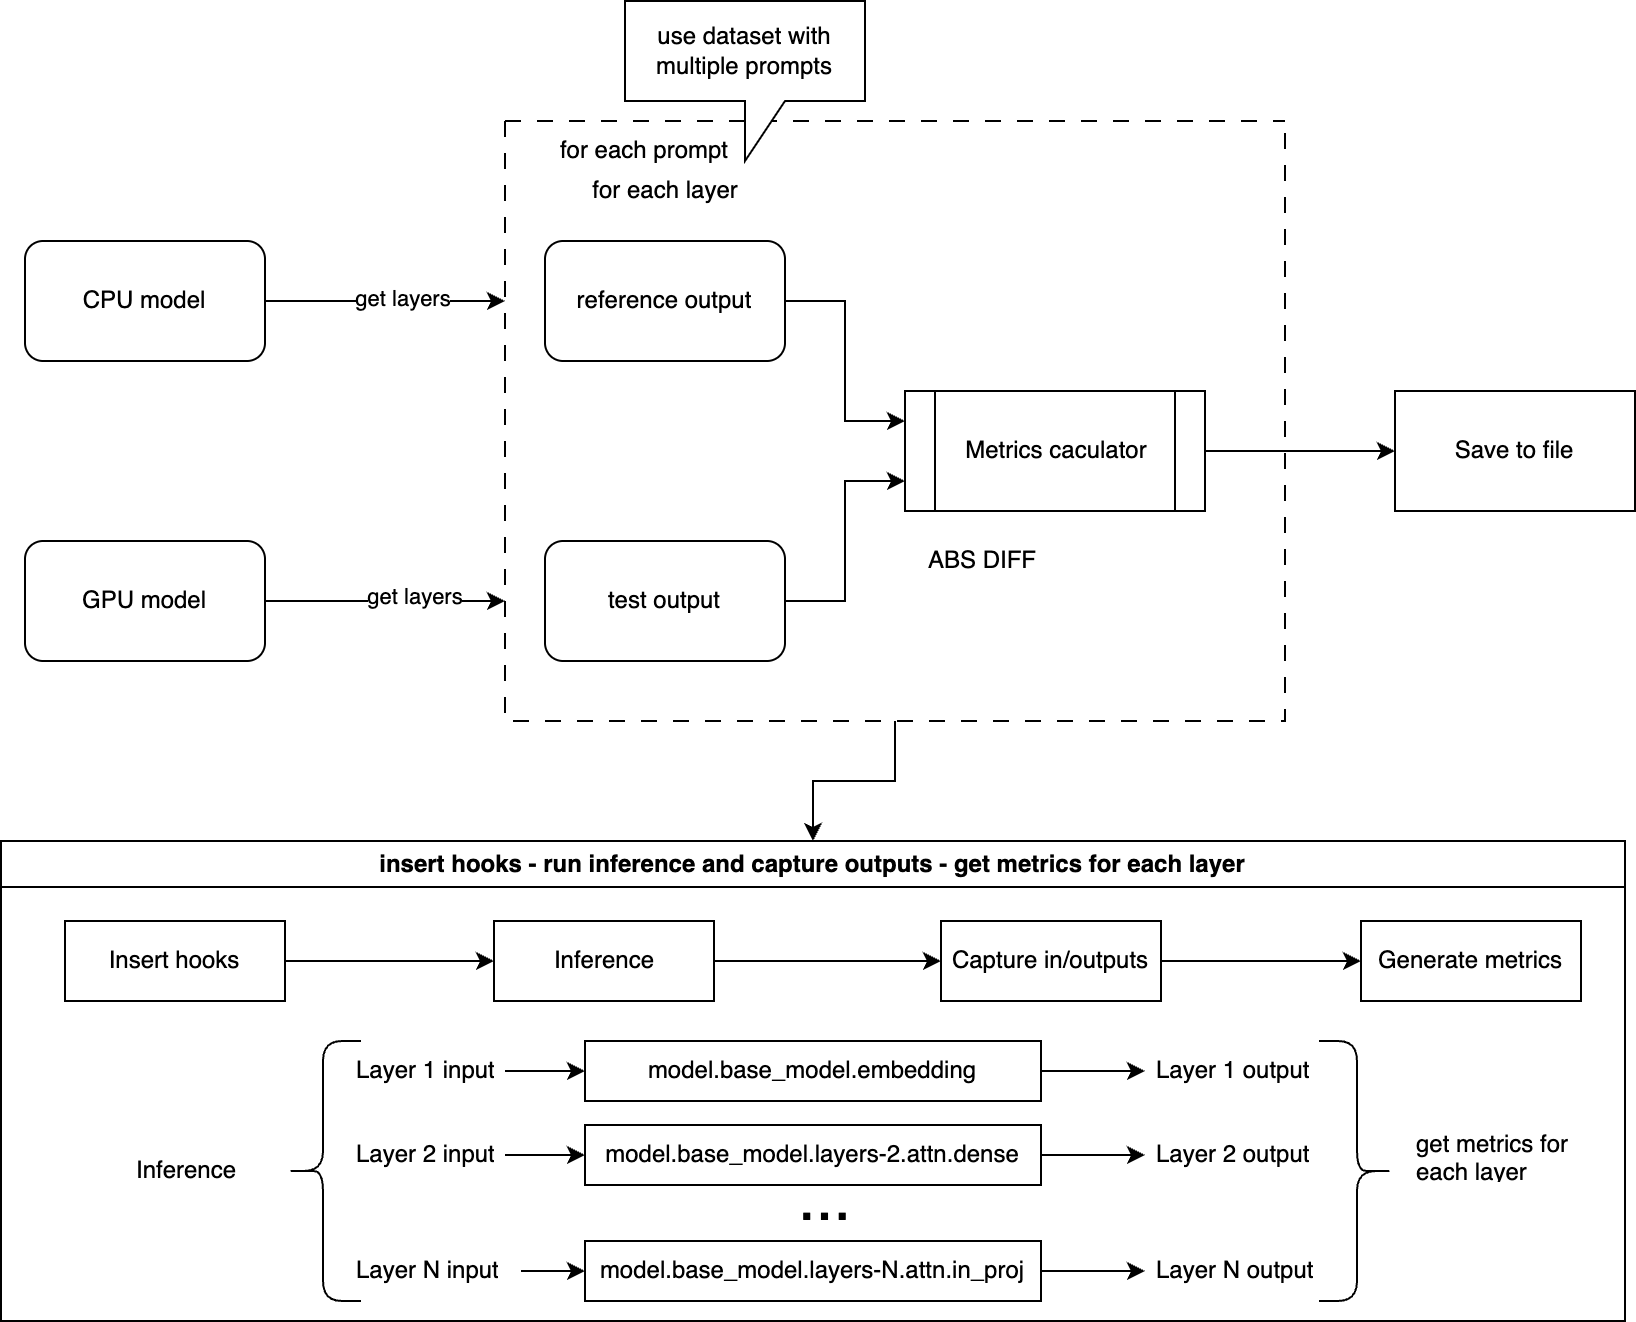 use dataset with
multiple prompts
for each prompt
for each layer
CPU model
get layers
reference output
Metrics caculator
Save to file
ABS DIFF
GPU model
get layers
test output
insert hooks - run inference and capture outputs - get metrics for each layer
Insert hooks
Inference
Capture in/outputs
Generate metrics
Layer 1 input
model.base_model.embedding
Layer 1 output
Layer 2 input
model.base_model.layers-2.attn.dense
Layer 2 output
Inference
get metrics for
each layer
...
Layer N input
model.base_model.layers-N.attn.in_proj
Layer N output